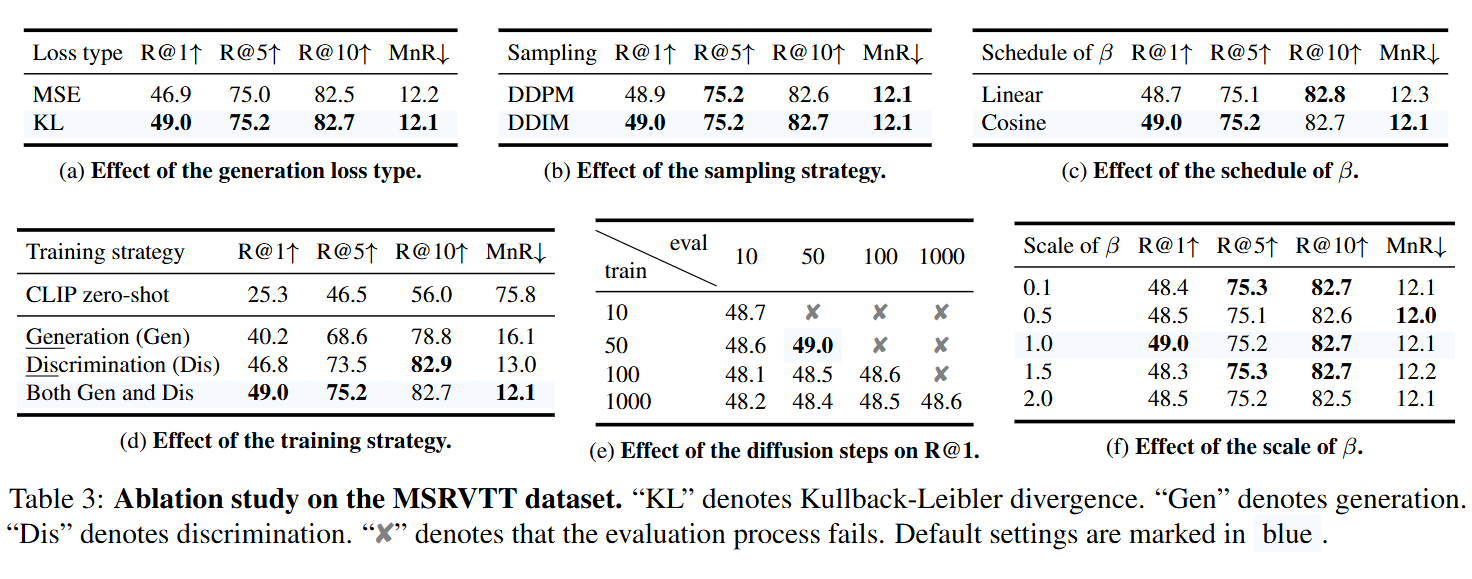 Loss type R@1↑ R@5↑ R@10↑ MnR↓
MSE 46.9 75.0 82.5 12.2
KL 49.0 75.2 82.7 12.1
(a) Effect of the generation loss type.
Sampling R@1↑ R@5↑ R@10↑ MnR↓
DDPM 48.9 75.2 82.6 12.1
DDIM 49.0 75.2 82.7 12.1
(b) Effect of the sampling strategy.
Schedule of β R@1↑ R@5↑ R@10↑ MnR↓
Linear 48.7 75.1 82.8 12.3
Cosine 49.0 75.2 82.7 12.1
(c) Effect of the schedule of β.
Training strategy R@1↑ R@5↑ R@10↑ MnR↓
CLIP zero-shot 25.3 46.5 56.0 75.8
Generation (Gen) 40.2 68.6 78.8 16.1
Discrimination (Dis) 46.8 73.5 82.9 13.0
Both Gen and Dis 49.0 75.2 82.7 12.1
(d) Effect of the training strategy.
eval
train
10 50 100 1000
10 48.7 ✘ ✘ ✘
50 48.6 49.0 ✘ ✘
100 48.1 48.5 48.6 ✘
1000 48.2 48.4 48.5 48.6
(e) Effect of the diffusion steps on R@1.
Scale of β R@1↑ R@5↑ R@10↑ MnR↓
0.1 48.4 75.3 82.7 12.1
0.5 48.5 75.1 82.6 12.0
1.0 49.0 75.2 82.7 12.1
1.5 48.3 75.3 82.7 12.2
2.0 48.5 75.2 82.5 12.1
(f) Effect of the scale of β.
Table 3: Ablation study on the MSRVTT dataset. “KL” denotes Kullback-Leibler divergence. “Gen” denotes generation.
“Dis” denotes discrimination. “✘” denotes that the evaluation process fails. Default settings are marked in blue .